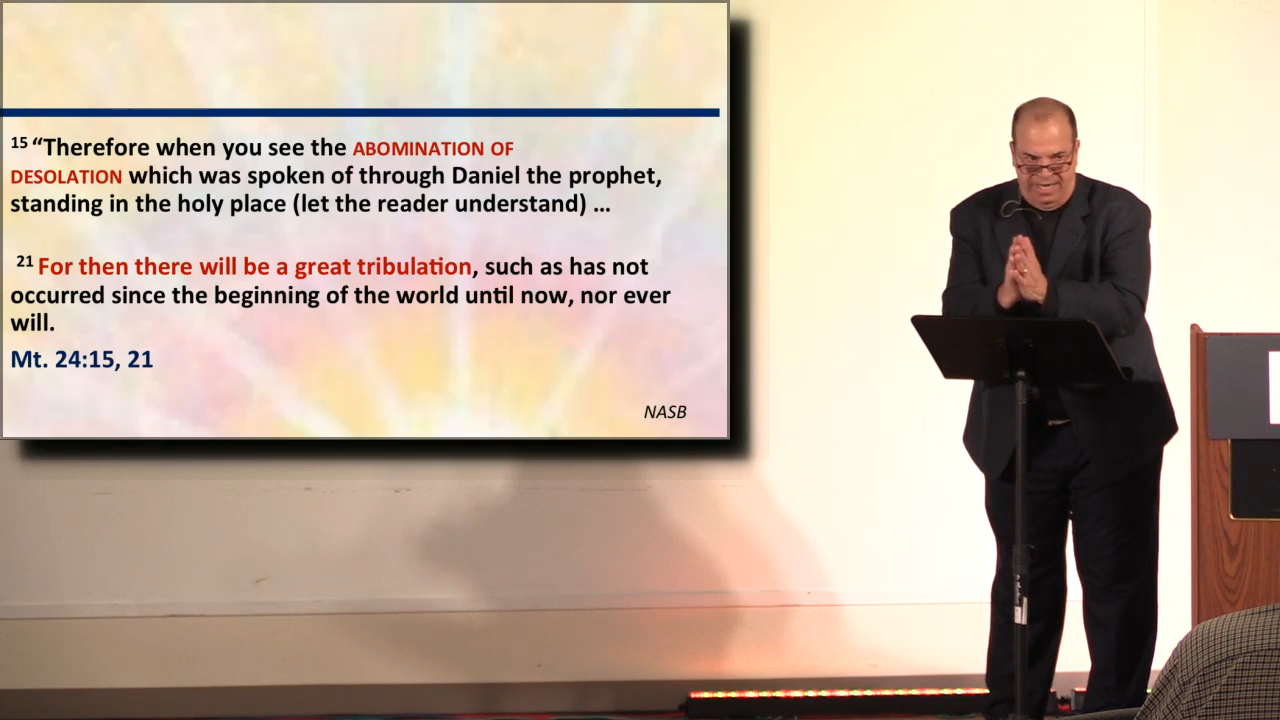 15 “Therefore when you see the ABOMINATION OF
DESOLATION which was spoken of through Daniel the prophet,
standing in the holy place (let the reader understand) ...
21 For then there will be a great tribulation, such as has not
occurred since the beginning of the world until now, nor ever
will.
Mt. 24:15, 21
NASB